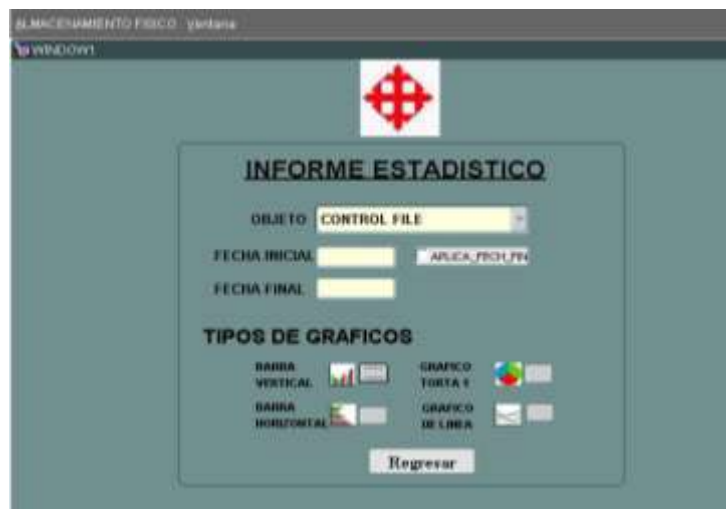 ALMACENAMIENTO FISICO Ventana
WINDOW1
INFORME ESTADISTICO
OBJETO CONTROL FILE
FECHA INICIAL APLICA_FECH_FIN
FECHA FINAL
TIPOS DE GRAFICOS
BARRA VERTICAL
GRAFICO TORTA Y
BARRA HORIZONTAL
GRAFICO DE LINEA
Regresar